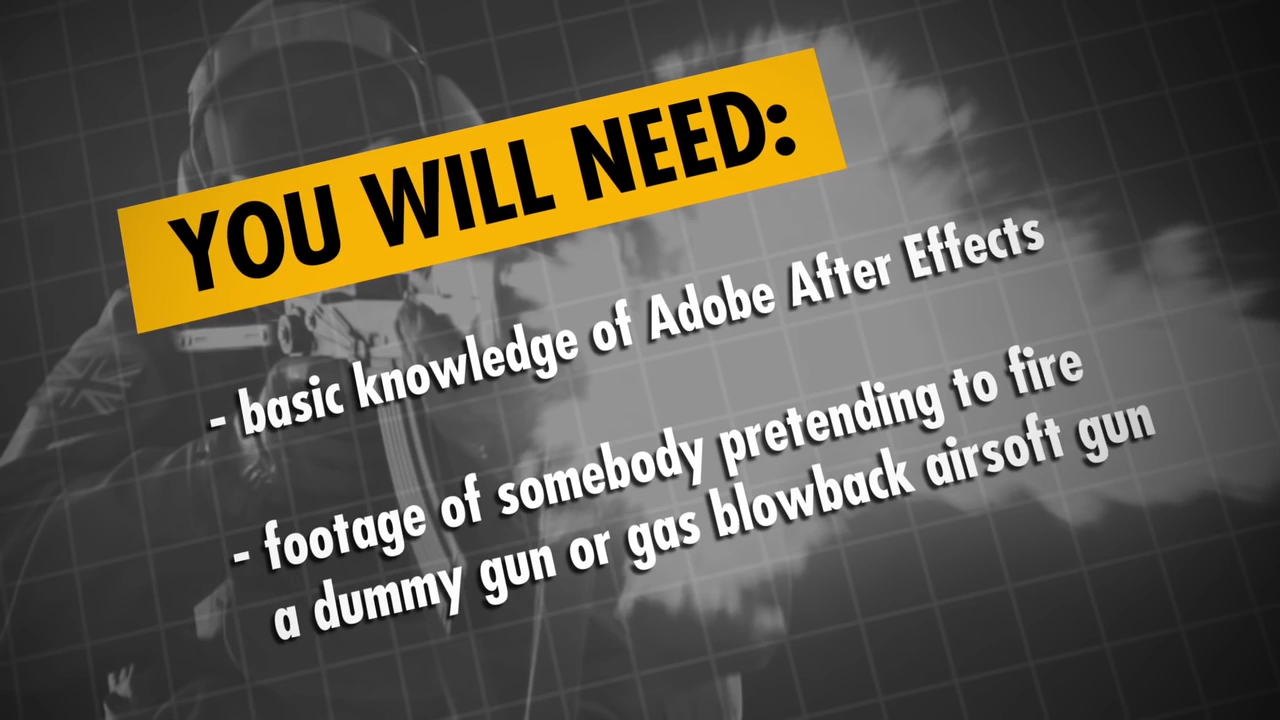 YOU WILL NEED:
- basic knowledge of Adobe After Effects
- footage of somebody pretending to fire
a dummy gun or gas blowback airsoft gun